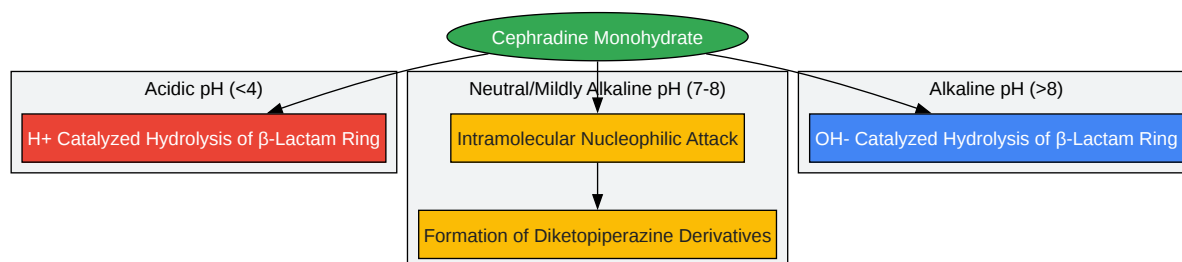 Cephradine Monohydrate
Acidic pH (<4)
Neutral/Mildly Alkaline pH (7-8)
Alkaline pH (>8)
H+ Catalyzed Hydrolysis of β-Lactam Ring
Intramolecular Nucleophilic Attack
OH- Catalyzed Hydrolysis of β-Lactam Ring
Formation of Diketopiperazine Derivatives